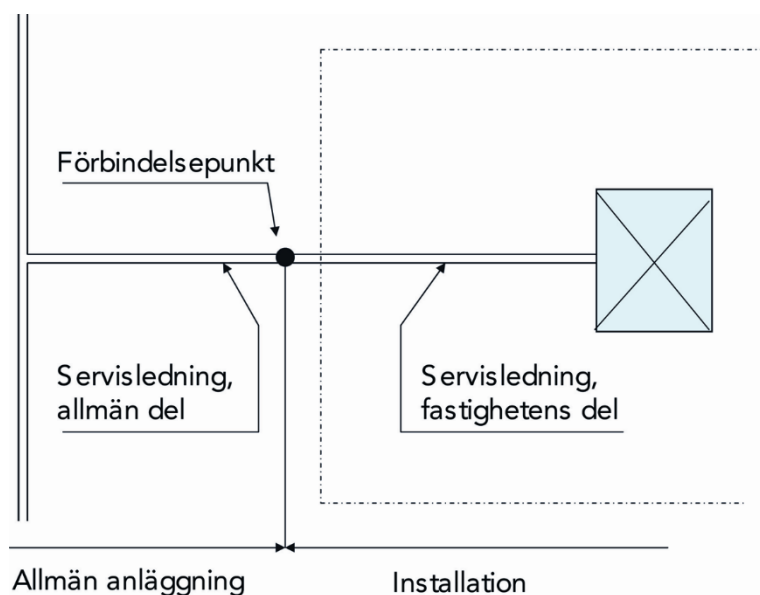 Förbindelsepunkt
Servisledning,
allmän del
Servisledning,
fastighetens del
Allmän anläggning
Installation